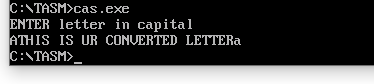 C:\TASM>cas.exe
ENTER letter in capital
ATHIS IS UR CONVERTED LETTERa
C:\TASM>_